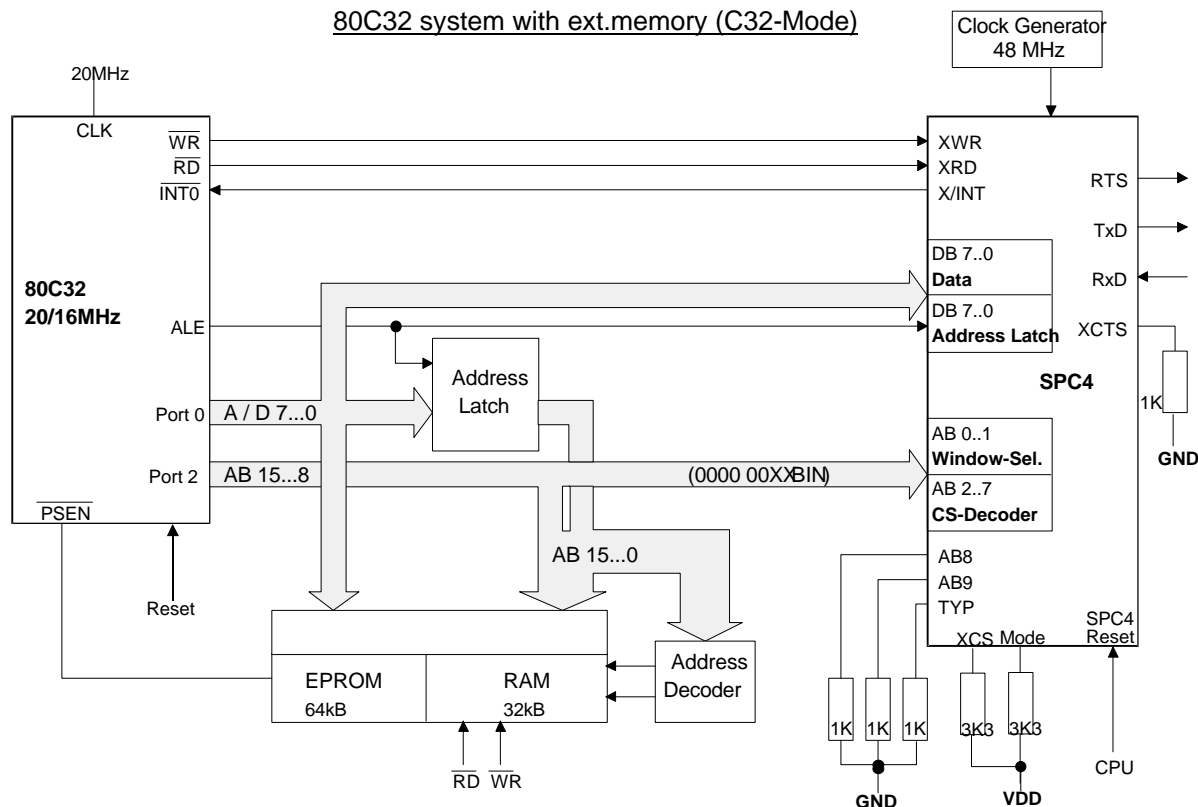 80C32 system with ext.memory (C32-Mode)
Clock Generator
48 MHz
20MHz
CLK
WR
RD
INT0
80C32
20/16MHz
ALE
Port 0
Port 2
PSEN
Reset
A / D 7...0
AB 15...8
Address
Latch
(0000 00XXBIN)
AB 15...0
EPROM
64kB
RAM
32kB
RD
WR
Address
Decoder
XWR
XRD
X/INT
DB 7..0
Data
DB 7..0
Address Latch
SPC4
AB 0..1
Window-Sel.
AB 2..7
CS-Decoder
AB8
AB9
TYP
XCS
Mode
SPC4
Reset
RTS
TxD
RxD
XCTS
1K
GND
1K
1K
1K
GND
3K3
3K3
VDD
CPU